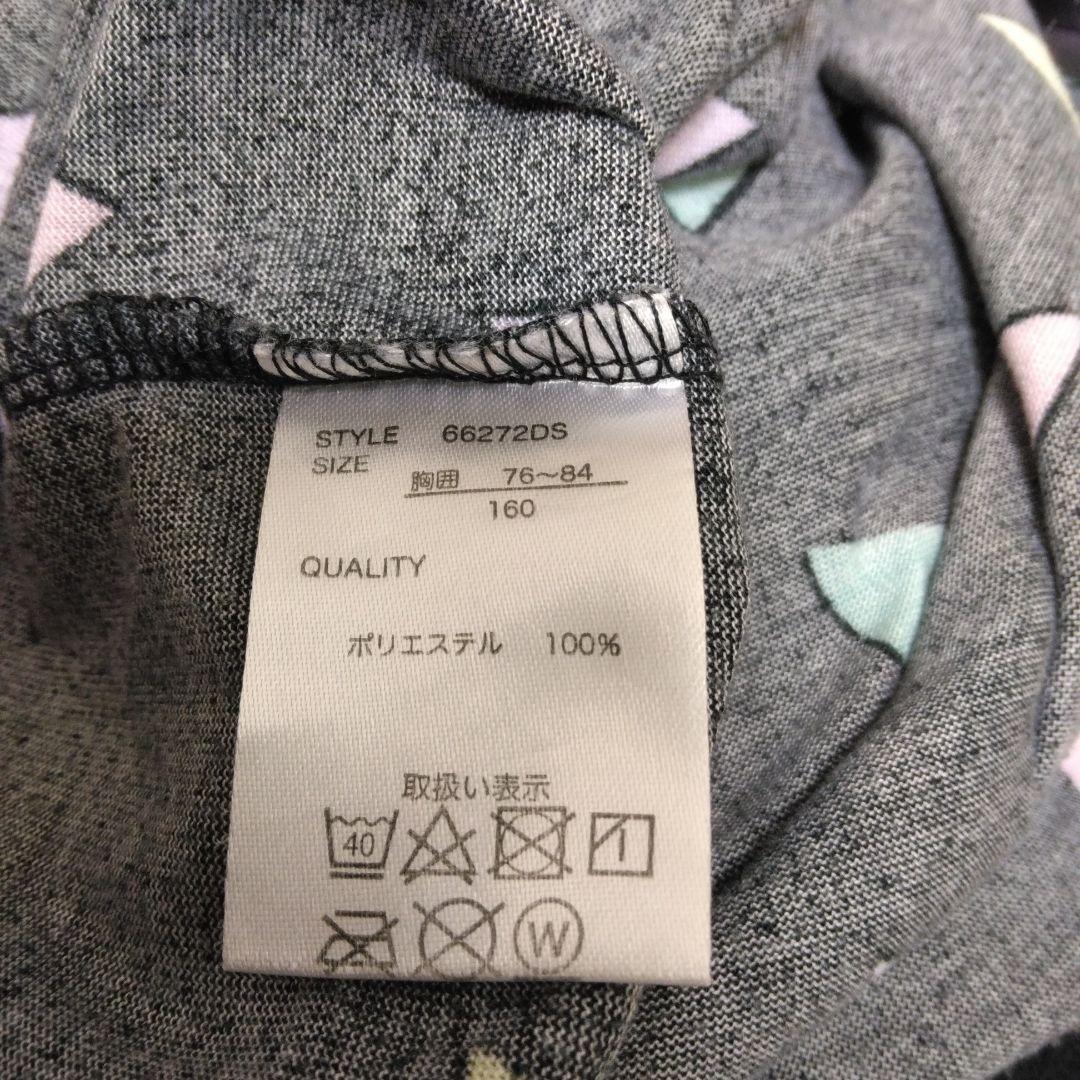 STYLE 66272DS
SIZE
胸囲 76～84
160
QUALITY
ポリエステル 100%
取扱い表示
40
W